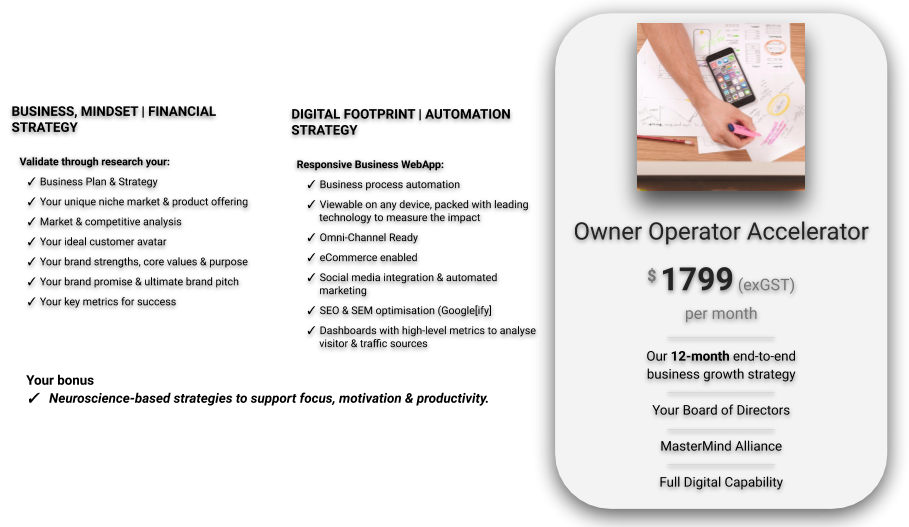 BUSINESS, MINDSET | FINANCIAL
STRATEGY
Validate through research your:
✓ Business Plan & Strategy
✓ Your unique niche market & product offering
✓ Market & competitive analysis
✓ Your ideal customer avatar
✓ Your brand strengths, core values & purpose
✓ Your brand promise & ultimate brand pitch
✓ Your key metrics for success
DIGITAL FOOTPRINT | AUTOMATION
STRATEGY
Responsive Business WebApp:
✓ Business process automation
✓ Viewable on any device, packed with leading
technology to measure the impact
✓ Omni-Channel Ready
✓ eCommerce enabled
✓ Social media integration & automated
marketing
✓ SEO & SEM optimisation (Google[ify]
✓ Dashboards with high-level metrics to analyse
visitor & traffic sources
Your bonus
✓ Neuroscience-based strategies to support focus, motivation & productivity.
Owner Operator Accelerator
$ 1799 (exGST)
per month
Our 12-month end-to-end
business growth strategy
Your Board of Directors
MasterMind Alliance
Full Digital Capability